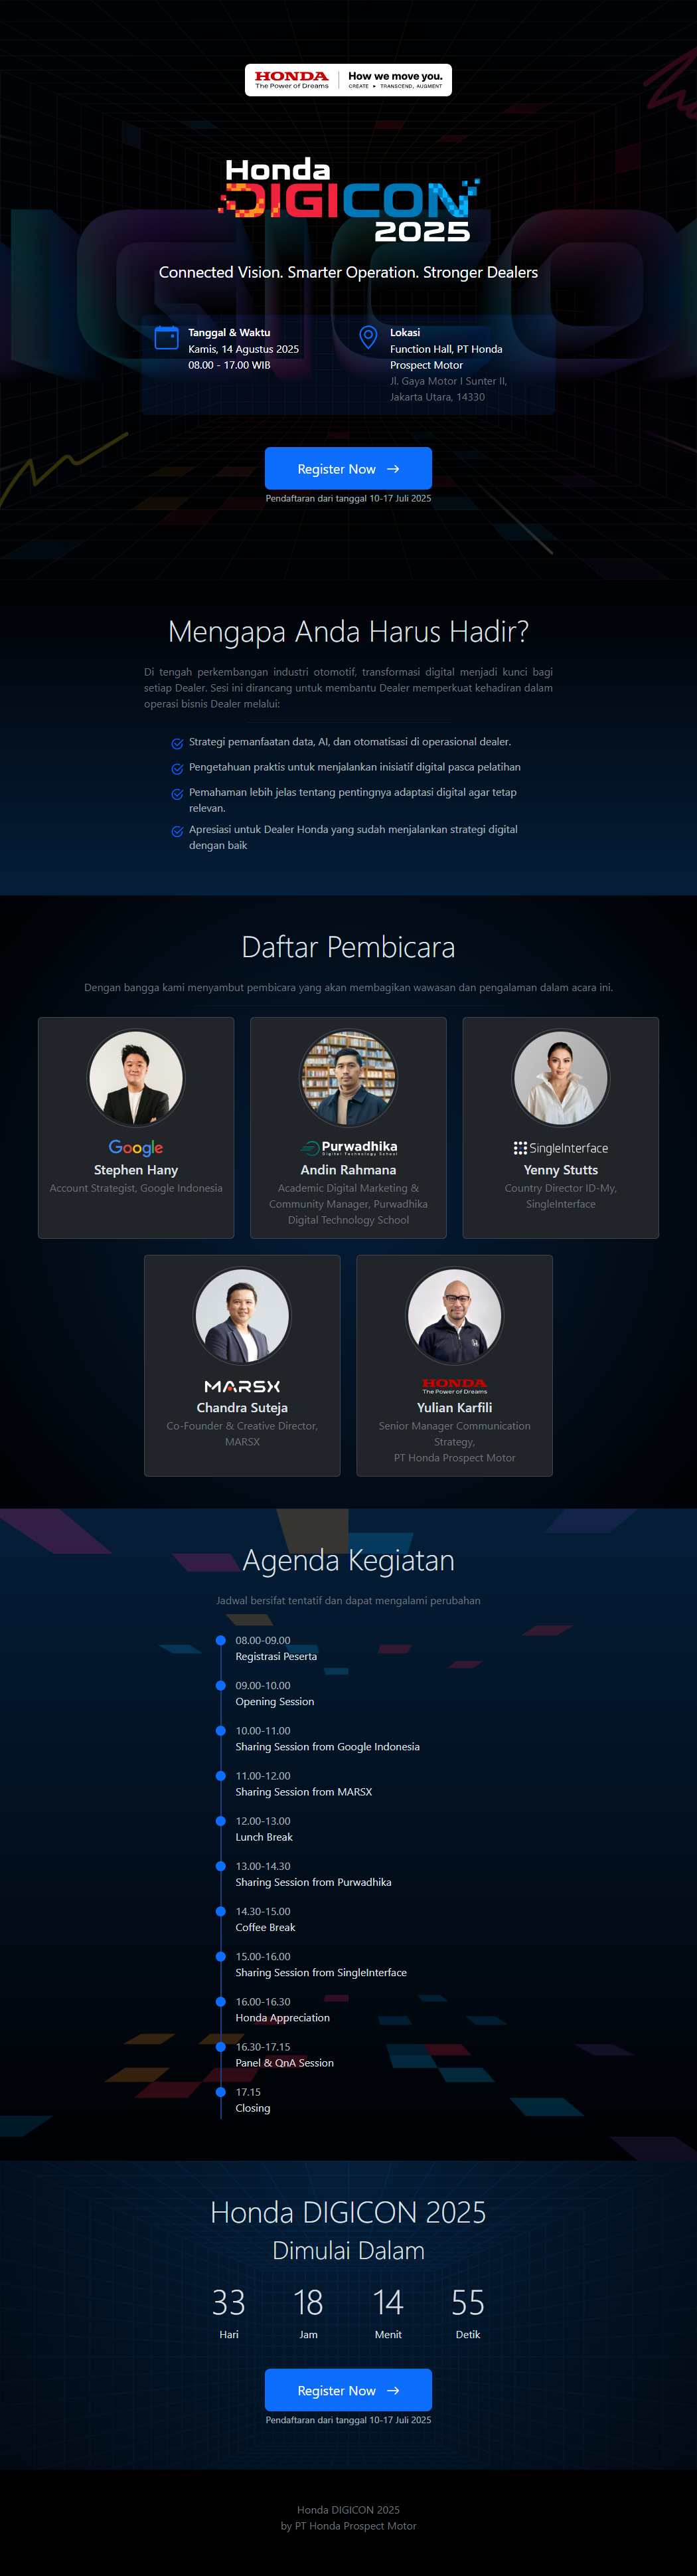 HONDA
The Power of Dreams
How we move you.
CREATE ▸ TRANSCEND, AUGMENT
Honda
DIGICON
2025
Connected Vision. Smarter Operation. Stronger Dealers
Tanggal & Waktu
Kamis, 14 Agustus 2025
08.00 - 17.00 WIB
Lokasi
Function Hall, PT Honda
Prospect Motor
Jl. Gaya Motor I Sunter II,
Jakarta Utara, 14330
Register Now →
Pendaftaran dari tanggal 10-17 Juli 2025
Mengapa Anda Harus Hadir?
Di tengah perkembangan industri otomotif, transformasi digital menjadi kunci bagi
setiap Dealer. Sesi ini dirancang untuk membantu Dealer memperkuat kehadiran dalam
operasi bisnis Dealer melalui:
Strategi pemanfaatan data, AI, dan otomatisasi di operasional dealer.
Pengetahuan praktis untuk menjalankan inisiatif digital pasca pelatihan
Pemahaman lebih jelas tentang pentingnya adaptasi digital agar tetap
relevan.
Apresiasi untuk Dealer Honda yang sudah menjalankan strategi digital
dengan baik
Daftar Pembicara
Dengan bangga kami menyambut pembicara yang akan membagikan wawasan dan pengalaman dalam acara ini.
Google
Stephen Hany
Account Strategist, Google Indonesia
Purwadhika
Digital Technology School
Andin Rahmana
Academic Digital Marketing &
Community Manager, Purwadhika
Digital Technology School
SingleInterface
Yenny Stutts
Country Director ID-My,
SingleInterface
MARSX
Chandra Suteja
Co-Founder & Creative Director,
MARSX
HONDA
The Power of Dreams
Yulian Karfili
Senior Manager Communication
Strategy,
PT Honda Prospect Motor
Agenda Kegiatan
Jadwal bersifat tentatif dan dapat mengalami perubahan
08.00-09.00
Registrasi Peserta
09.00-10.00
Opening Session
10.00-11.00
Sharing Session from Google Indonesia
11.00-12.00
Sharing Session from MARSX
12.00-13.00
Lunch Break
13.00-14.30
Sharing Session from Purwadhika
14.30-15.00
Coffee Break
15.00-16.00
Sharing Session from SingleInterface
16.00-16.30
Honda Appreciation
16.30-17.15
Panel & QnA Session
17.15
Closing
Honda DIGICON 2025
Dimulai Dalam
33 18 14 55
Hari Jam Menit Detik
Register Now →
Pendaftaran dari tanggal 10-17 Juli 2025
Honda DIGICON 2025
by PT Honda Prospect Motor